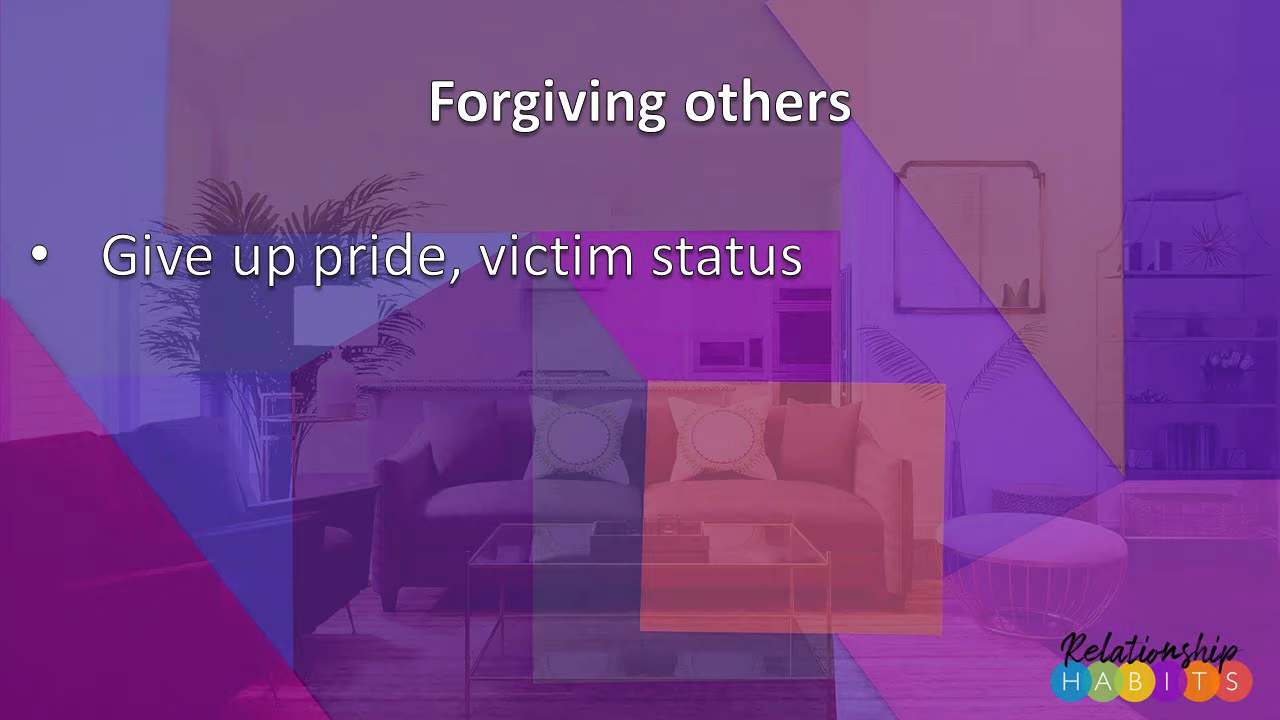 Forgiving others
• Give up pride, victim status
Relationship
HABITS